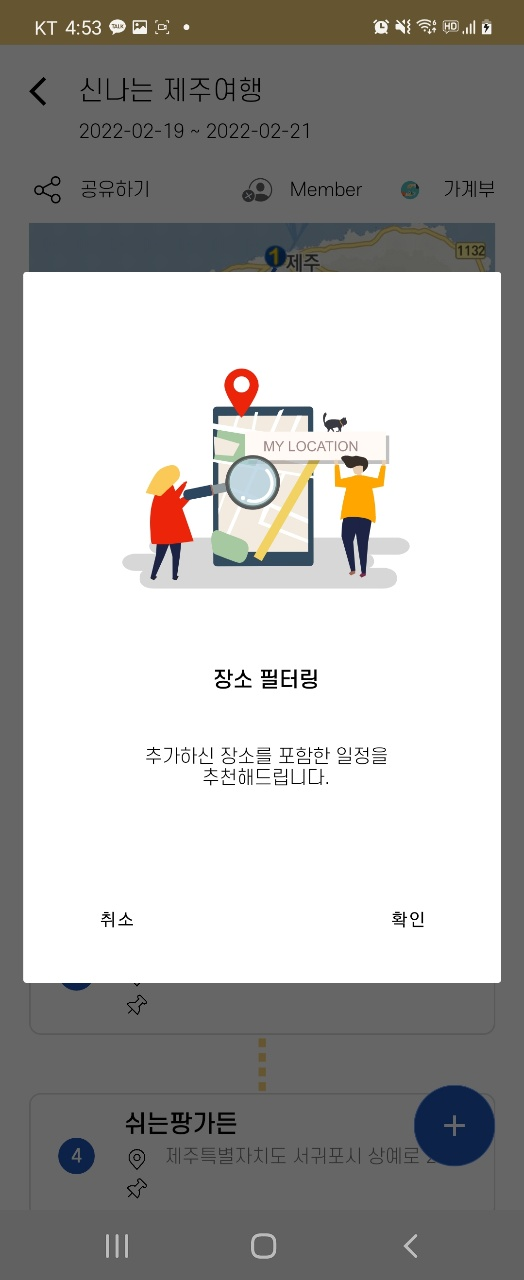 KT 4:53
TALK
HD
신나는 제주여행
2022-02-19 ~ 2022-02-21
공유하기
Member
가계부
1
제주
1132
MY LOCATION
장소 필터링
추가하신 장소를 포함한 일정을
추천해드립니다.
취소
확인
쉬는팡가든
4
제주특별자치도 서귀포시 상예로